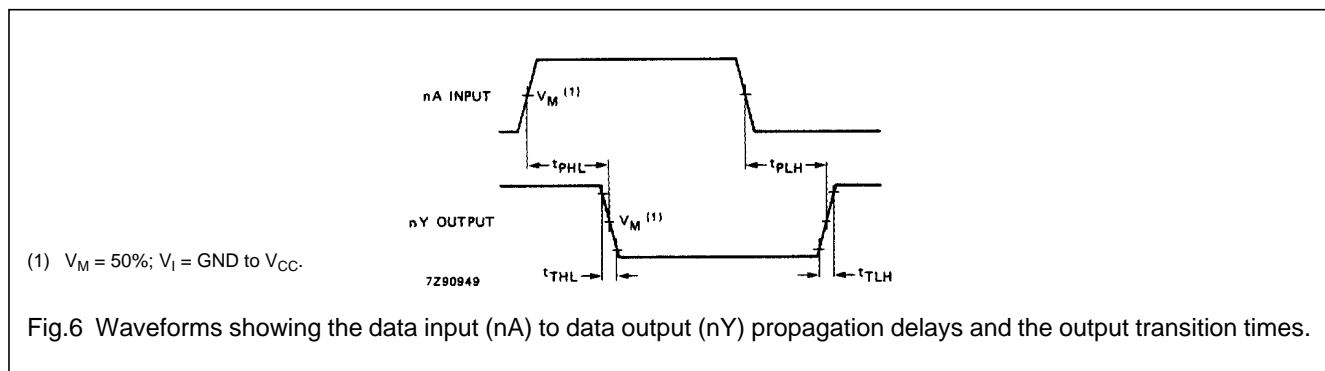 nA INPUT
V_M (1)
t_PHL
t_PLH
nY OUTPUT
V_M (1)
(1) V_M = 50%; V_I = GND to V_CC.
7Z90949
t_THL
t_TLH
Fig.6 Waveforms showing the data input (nA) to data output (nY) propagation delays and the output transition times.